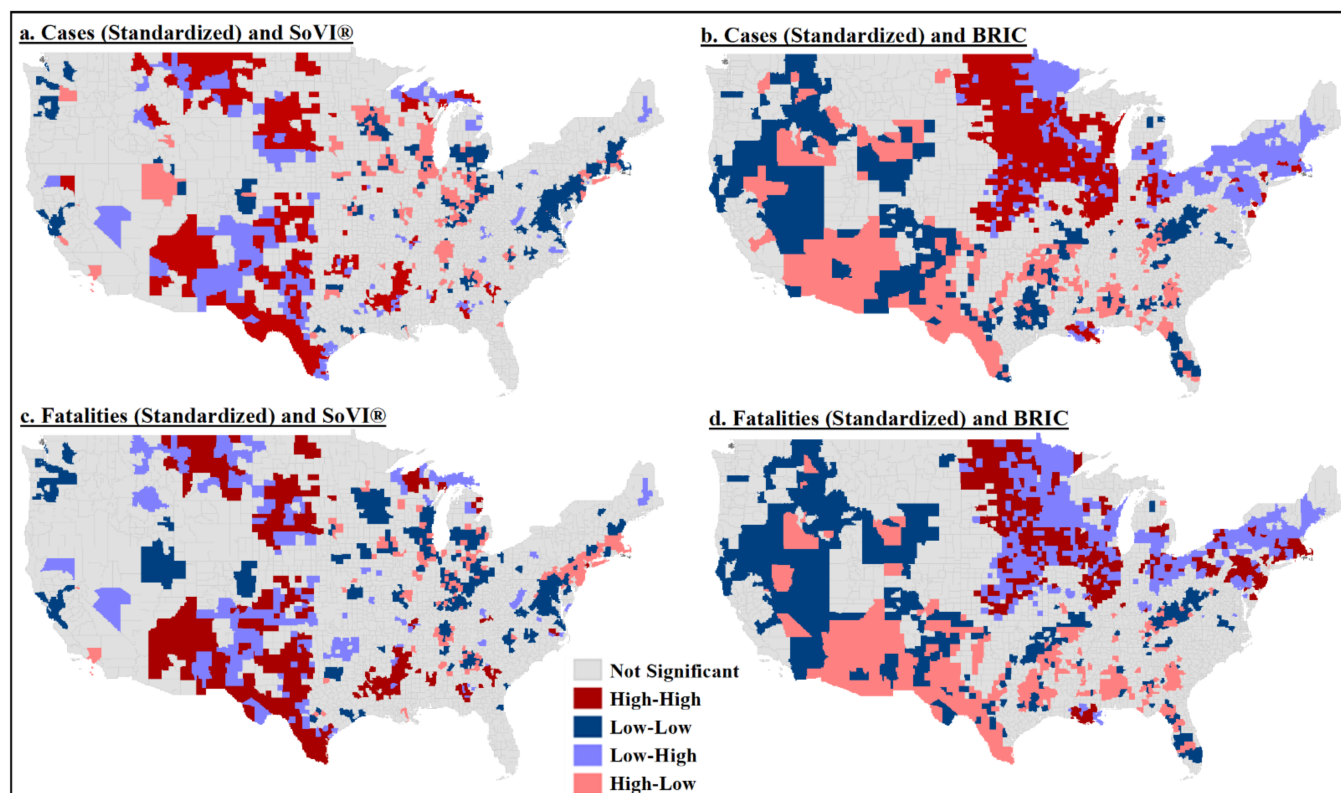 a. Cases (Standardized) and SoVI®
b. Cases (Standardized) and BRIC
c. Fatalities (Standardized) and SoVI®
d. Fatalities (Standardized) and BRIC
Not Significant
High-High
Low-Low
Low-High
High-Low